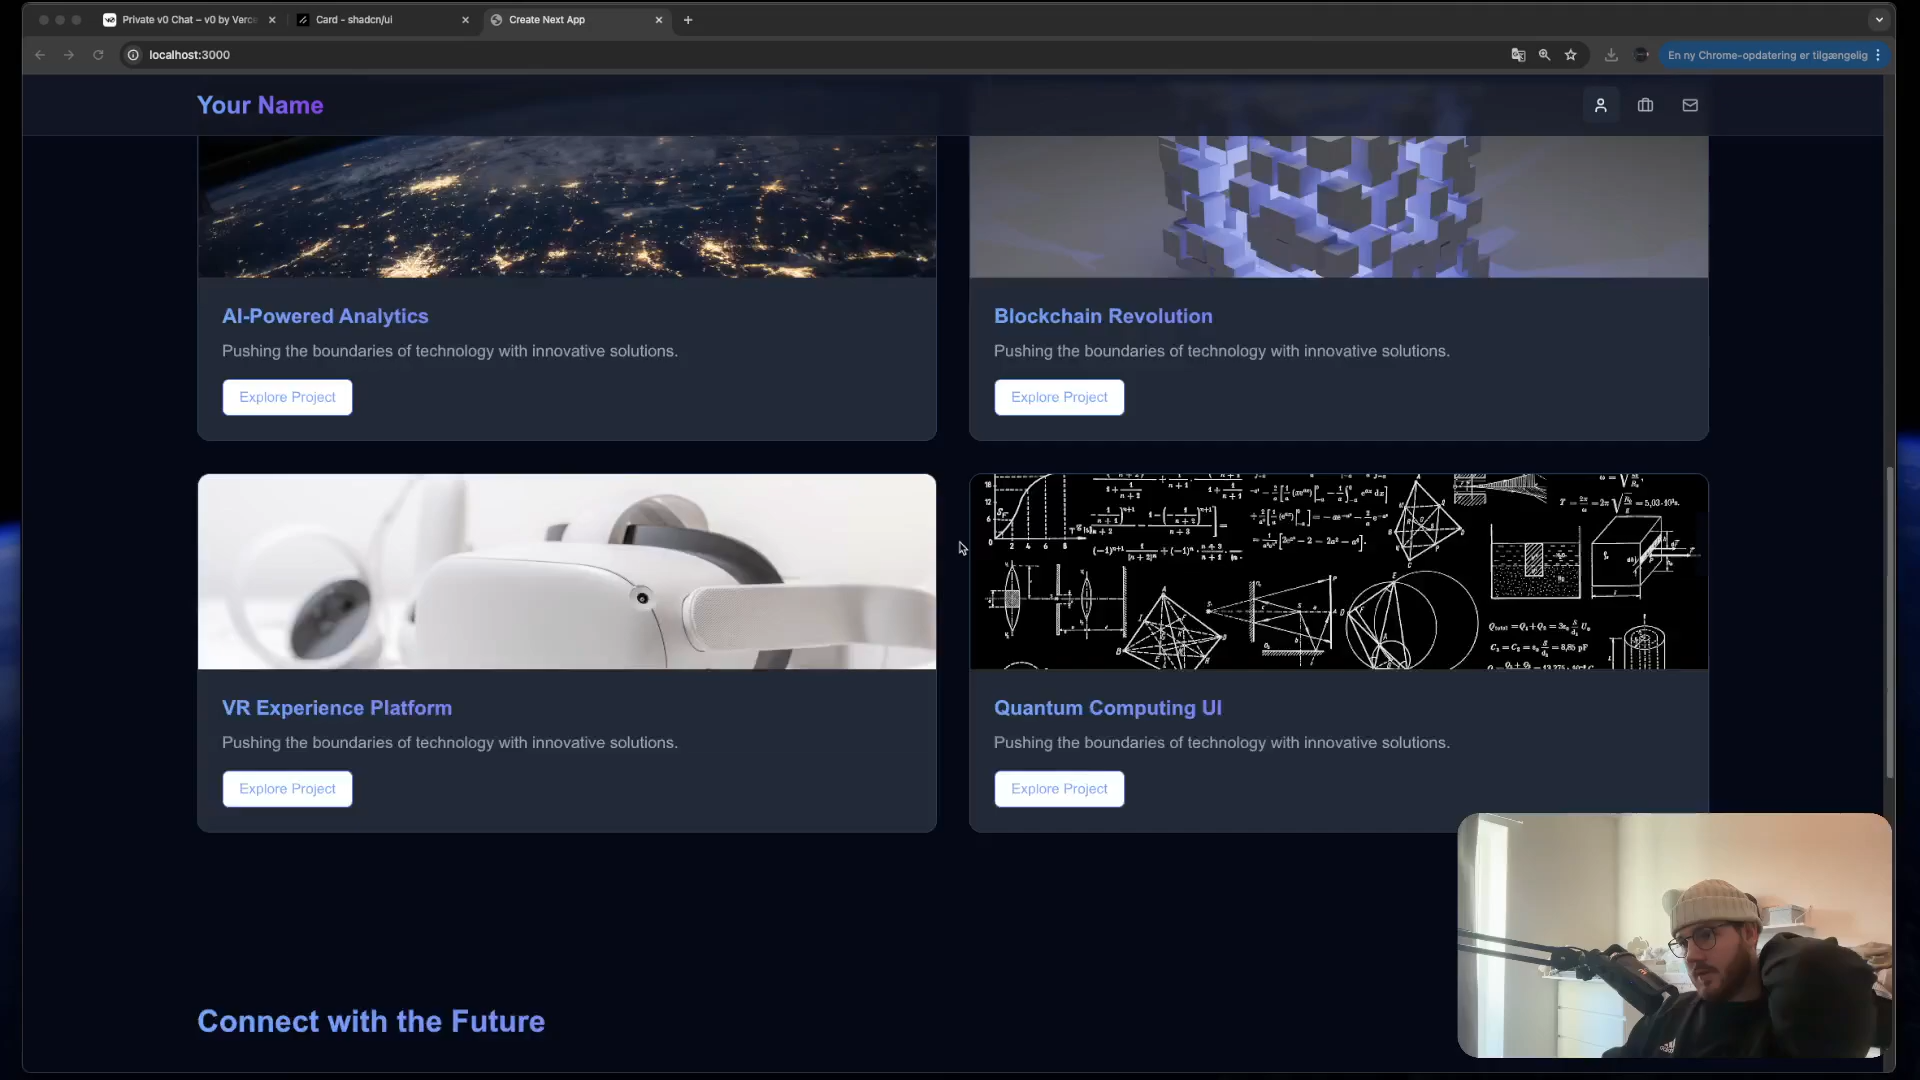 Private v0 Chat – v0 by Verce
Card - shadcn/ui
Create Next App
localhost:3000
En ny Chrome-opdatering er tilgængelig
Your Name
AI-Powered Analytics
Pushing the boundaries of technology with innovative solutions.
Explore Project
Blockchain Revolution
Pushing the boundaries of technology with innovative solutions.
Explore Project
VR Experience Platform
Pushing the boundaries of technology with innovative solutions.
Explore Project
Quantum Computing UI
Pushing the boundaries of technology with innovative solutions.
Explore Project
Connect with the Future